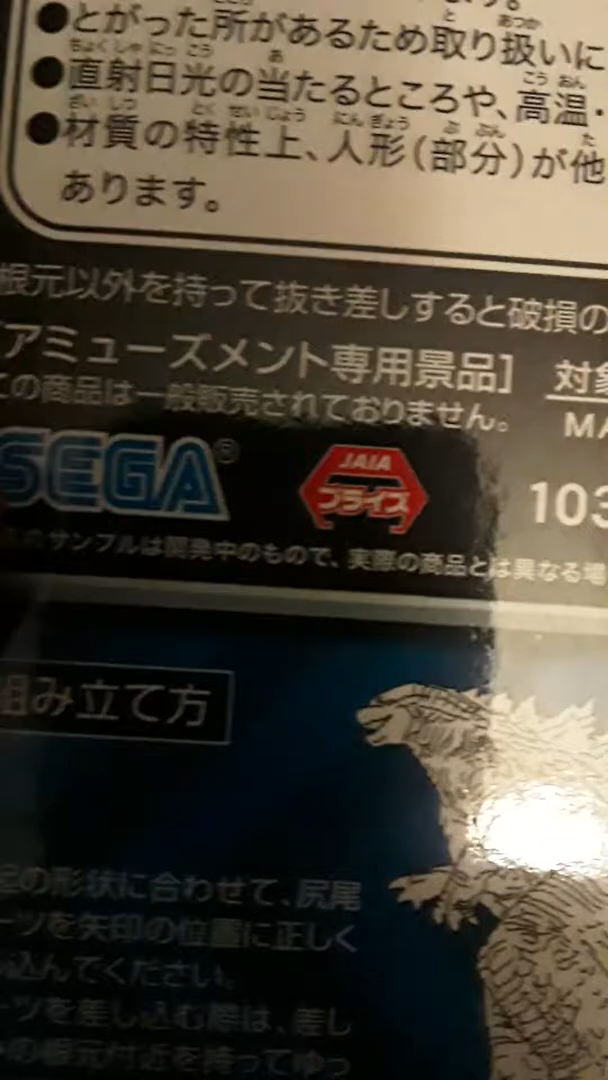 ●とがった所があるため取り扱いに
●直射日光の当たるところや、高温・
●材質の特性上、人形(部分)が他
あります。
根元以外を持って抜き差しすると破損の
アミューズメント専用景品]
対象
この商品は一般販売されておりません。
MA
SEGA®
JAIA
プライズ
103
サンプルは開発中のもので、実際の商品とは異なる場
組み立て方
の形状に合わせて、尻尾
ーツを矢印の位置に正しく
込んでください。
ーツを差し込む際は、差し
の根元付近を持ってゆっ